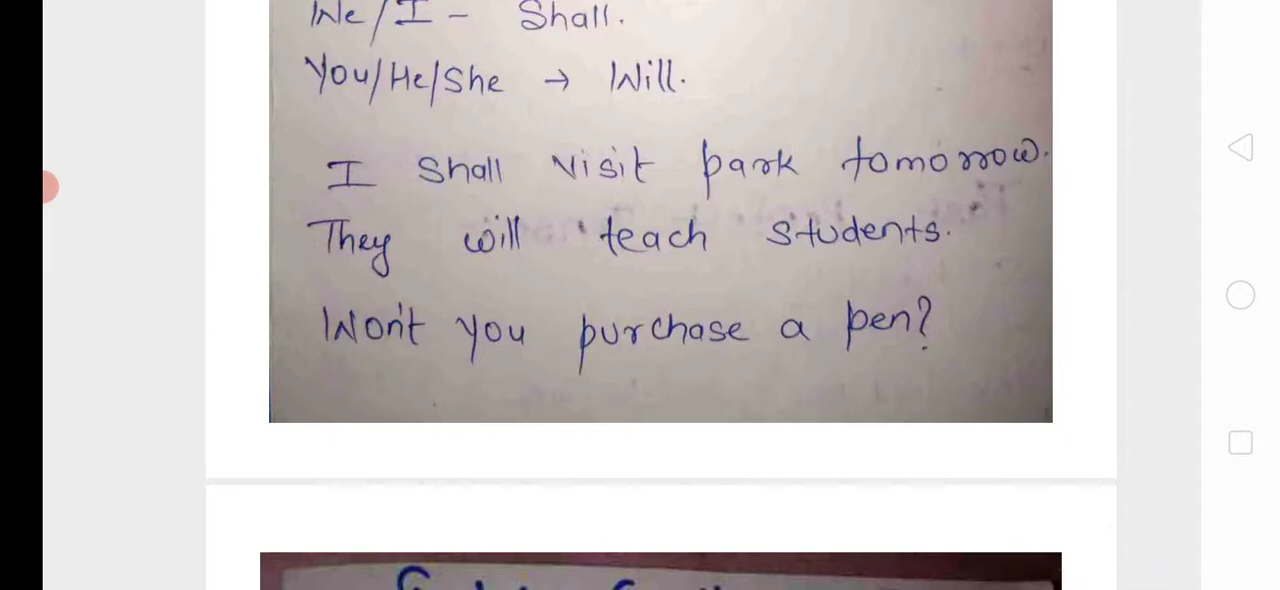 We/I - Shall.
You/He/She → Will.
I Shall visit park tomorrow.
They will teach students.
Won't you purchase a pen?